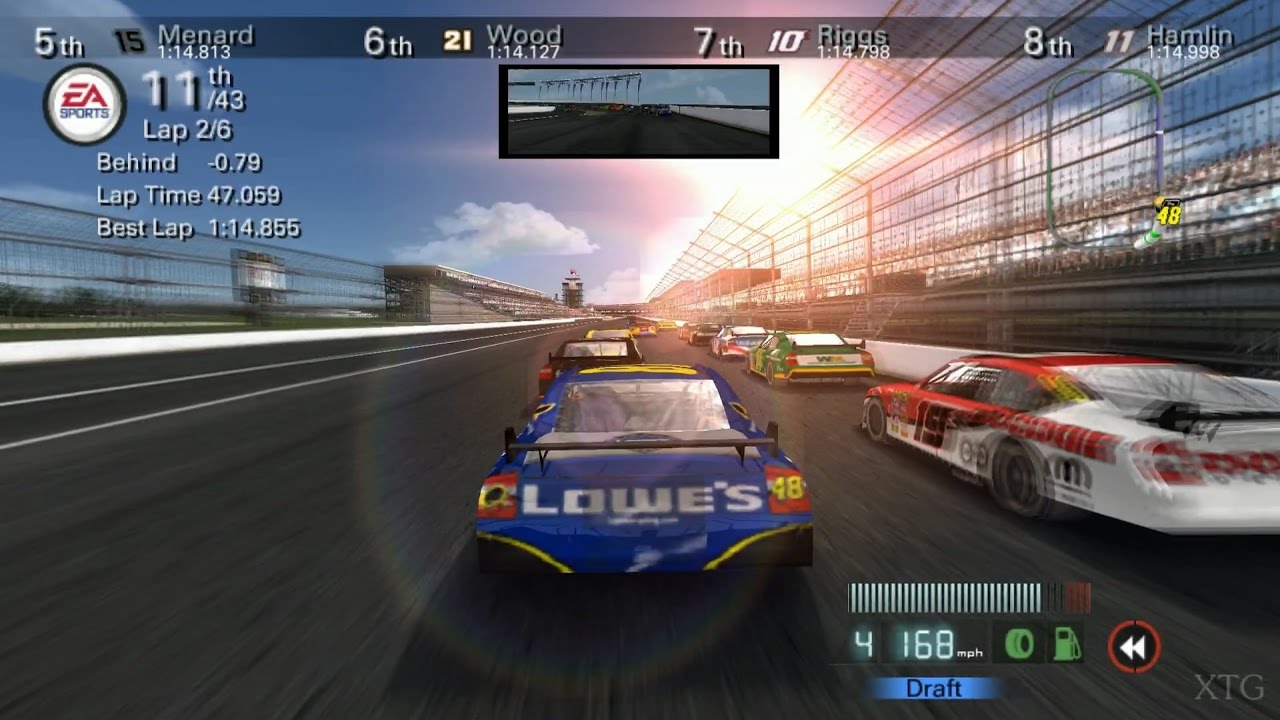 5th 15 Menard 1:14.813
6th 21 Wood 1:14.127
7th 10 Riggs 1:14.798
8th 11 Hamlin 1:14.998
EA SPORTS
11th/43
Lap 2/6
Behind -0.79
Lap Time 47.059
Best Lap 1:14.855
48
19
LOWE'S 48
4 168 mph
Draft
XTG